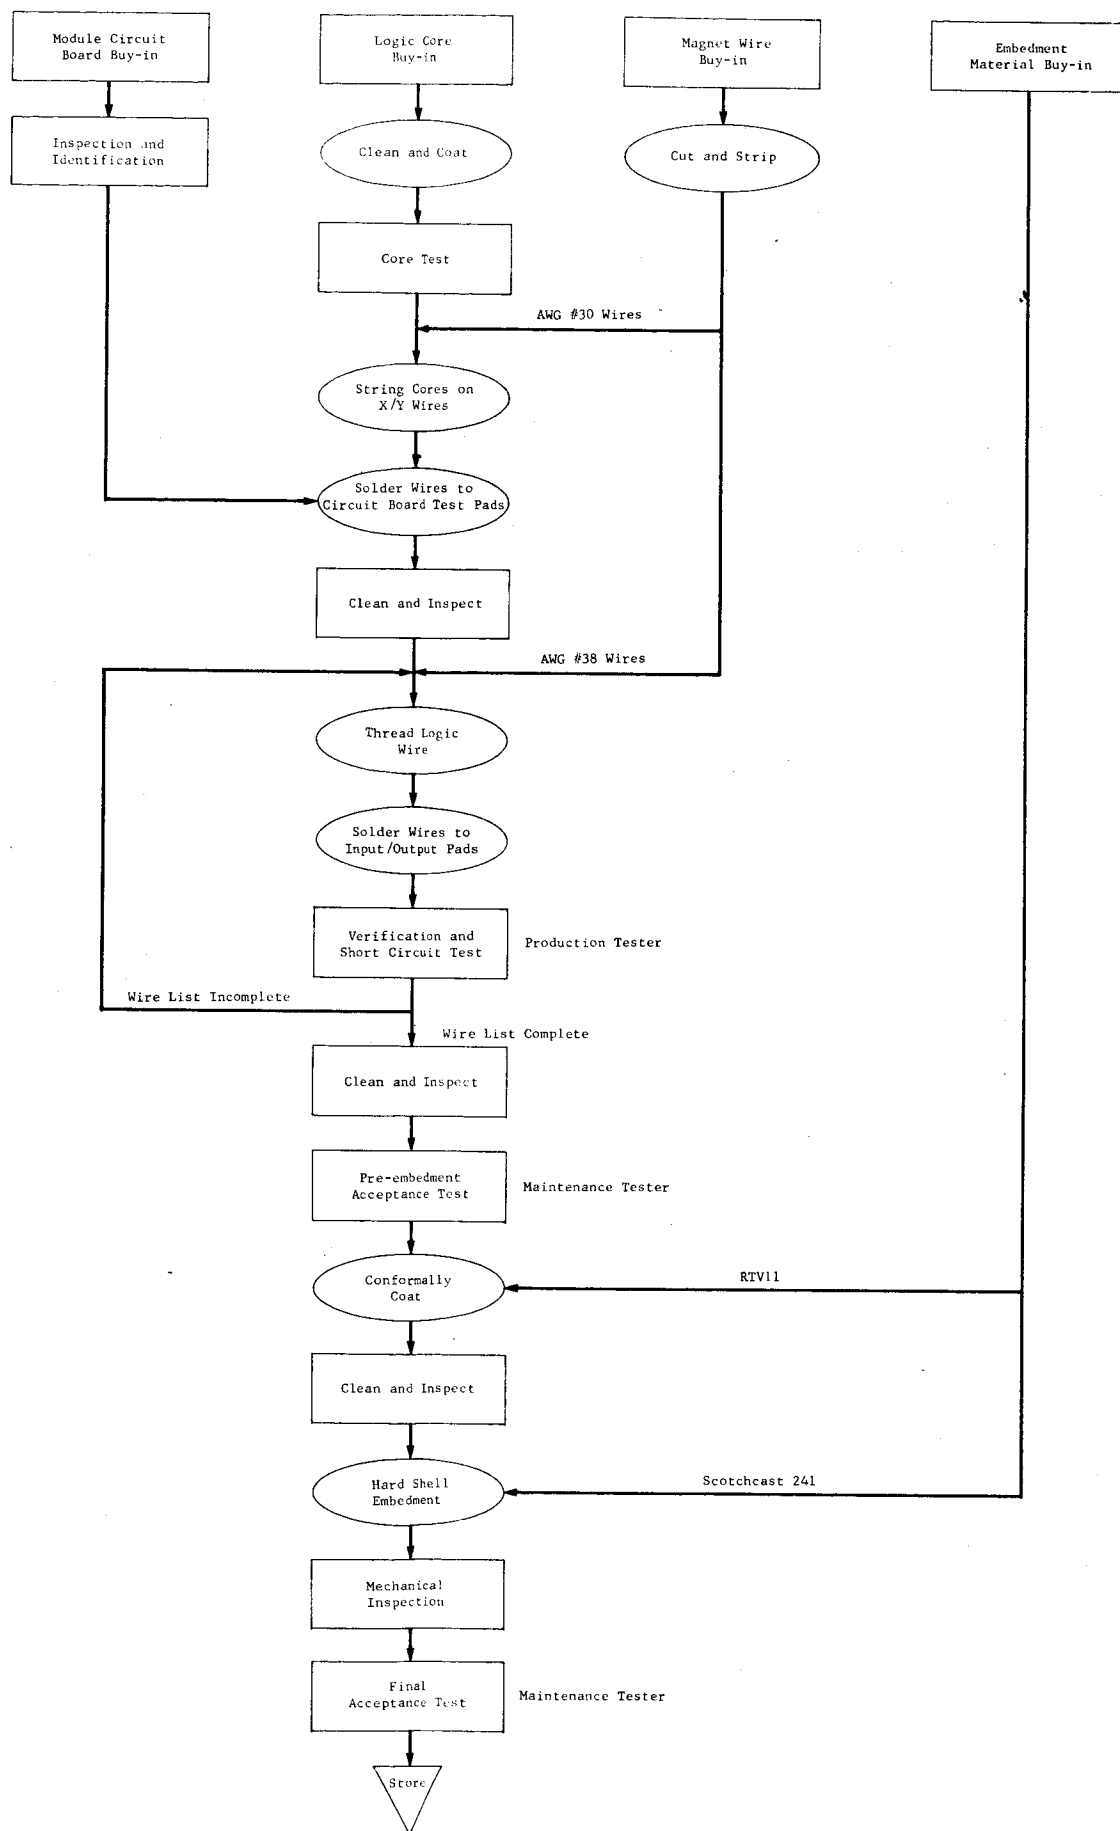 Module Circuit
Board Buy-in
Logic Core
Buy-in
Magnet Wire
Buy-in
Embedment
Material Buy-in
Inspection and
Identification
Clean and Coat
Cut and Strip
Core Test
AWG #30 Wires
String Cores on
X/Y Wires
Solder Wires to
Circuit Board Test Pads
Clean and Inspect
AWG #38 Wires
Thread Logic
Wire
Solder Wires to
Input/Output Pads
Verification and
Short Circuit Test
Production Tester
Wire List Incomplete
Wire List Complete
Clean and Inspect
Pre-embedment
Acceptance Test
Maintenance Tester
Conformally
Coat
RTV11
Clean and Inspect
Hard Shell
Embedment
Scotchcast 241
Mechanical
Inspection
Final
Acceptance Test
Maintenance Tester
Store